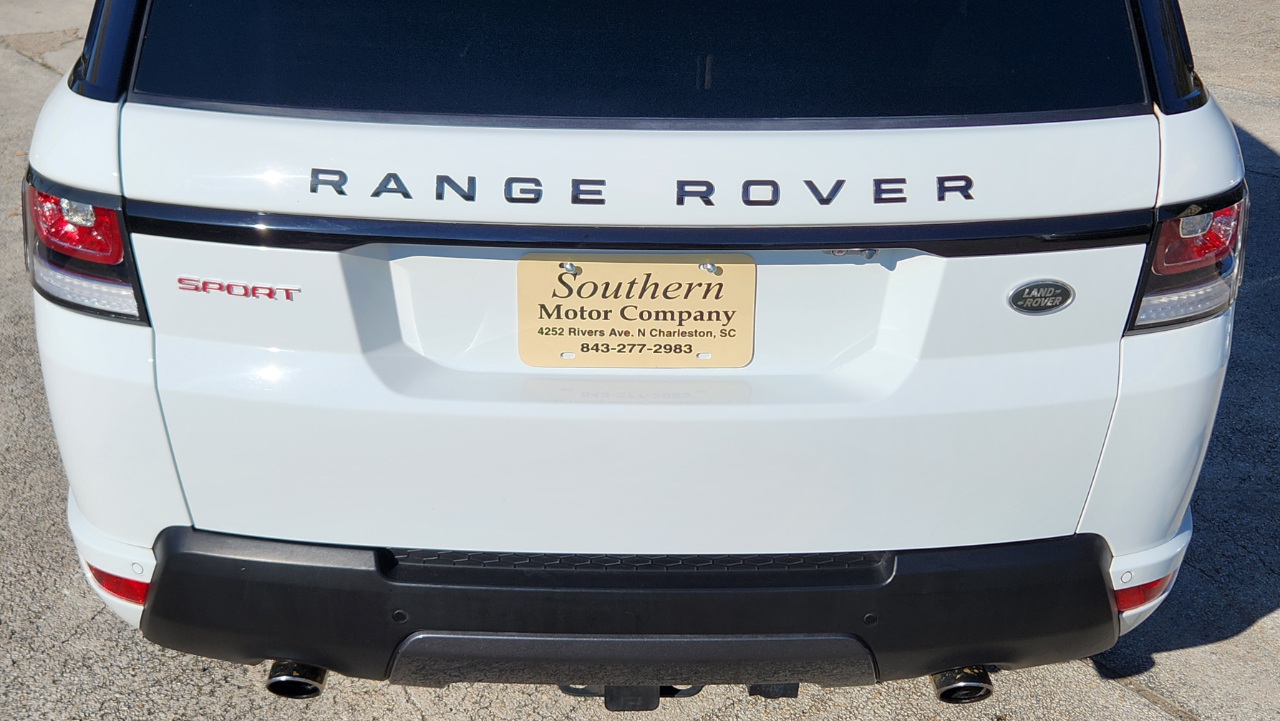 RANGE ROVER
SPORT
Southern
Motor Company
4252 Rivers Ave. N Charleston, SC
843-277-2983
LAND
ROVER